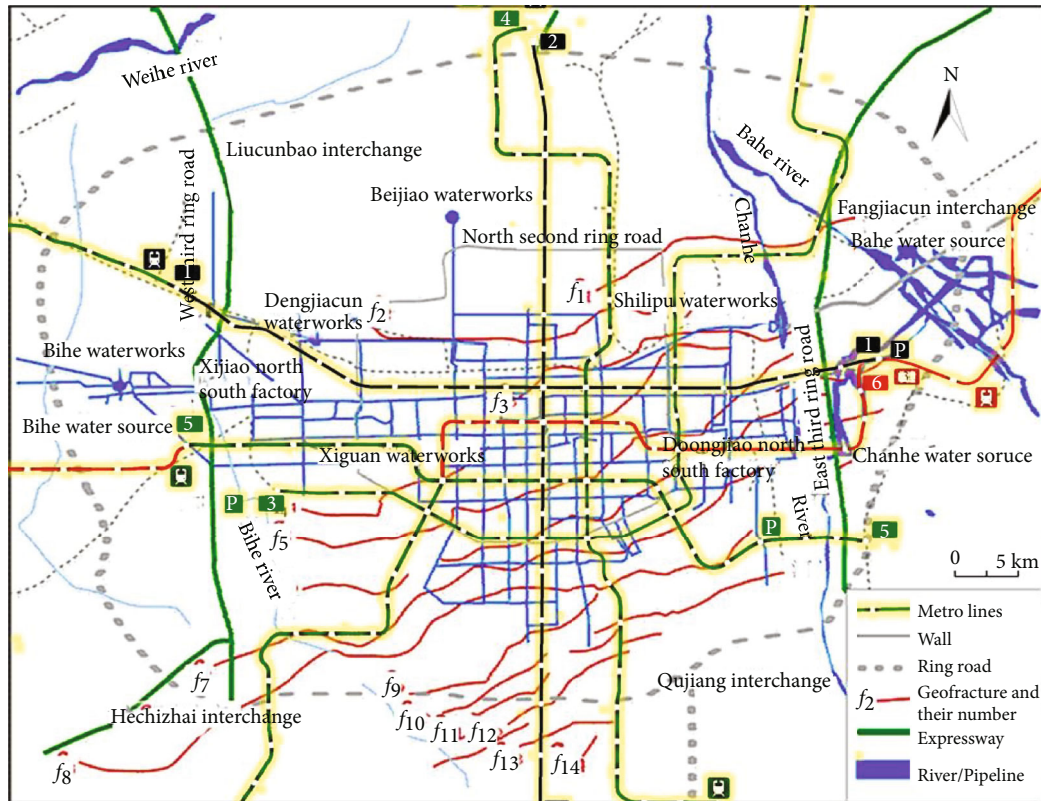 4
2
N
Weihe river
Liucunbao interchange
Bahe river
West third ring road
Beijiao waterworks
Chanhe
Fangjiacun interchange
North second ring road
Bahe water source
1
f1
Dengjiacun
waterworks
f2
Shilipu waterworks
Bihe waterworks
Xijiao north
south factory
East third ring road
1
P
6
f3
Bihe water source
5
Xiguan waterworks
Doongjiao north
south factory
Chanhe water soruce
P
3
f5
Bihe river
P
River
5
0 5 km
f7
f9
Qujiang interchange
Hechizhai interchange
f10
f11
f12
f8
f13
f14
Metro lines
Wall
Ring road
f2
Geofracture and
their number
Expressway
River/Pipeline